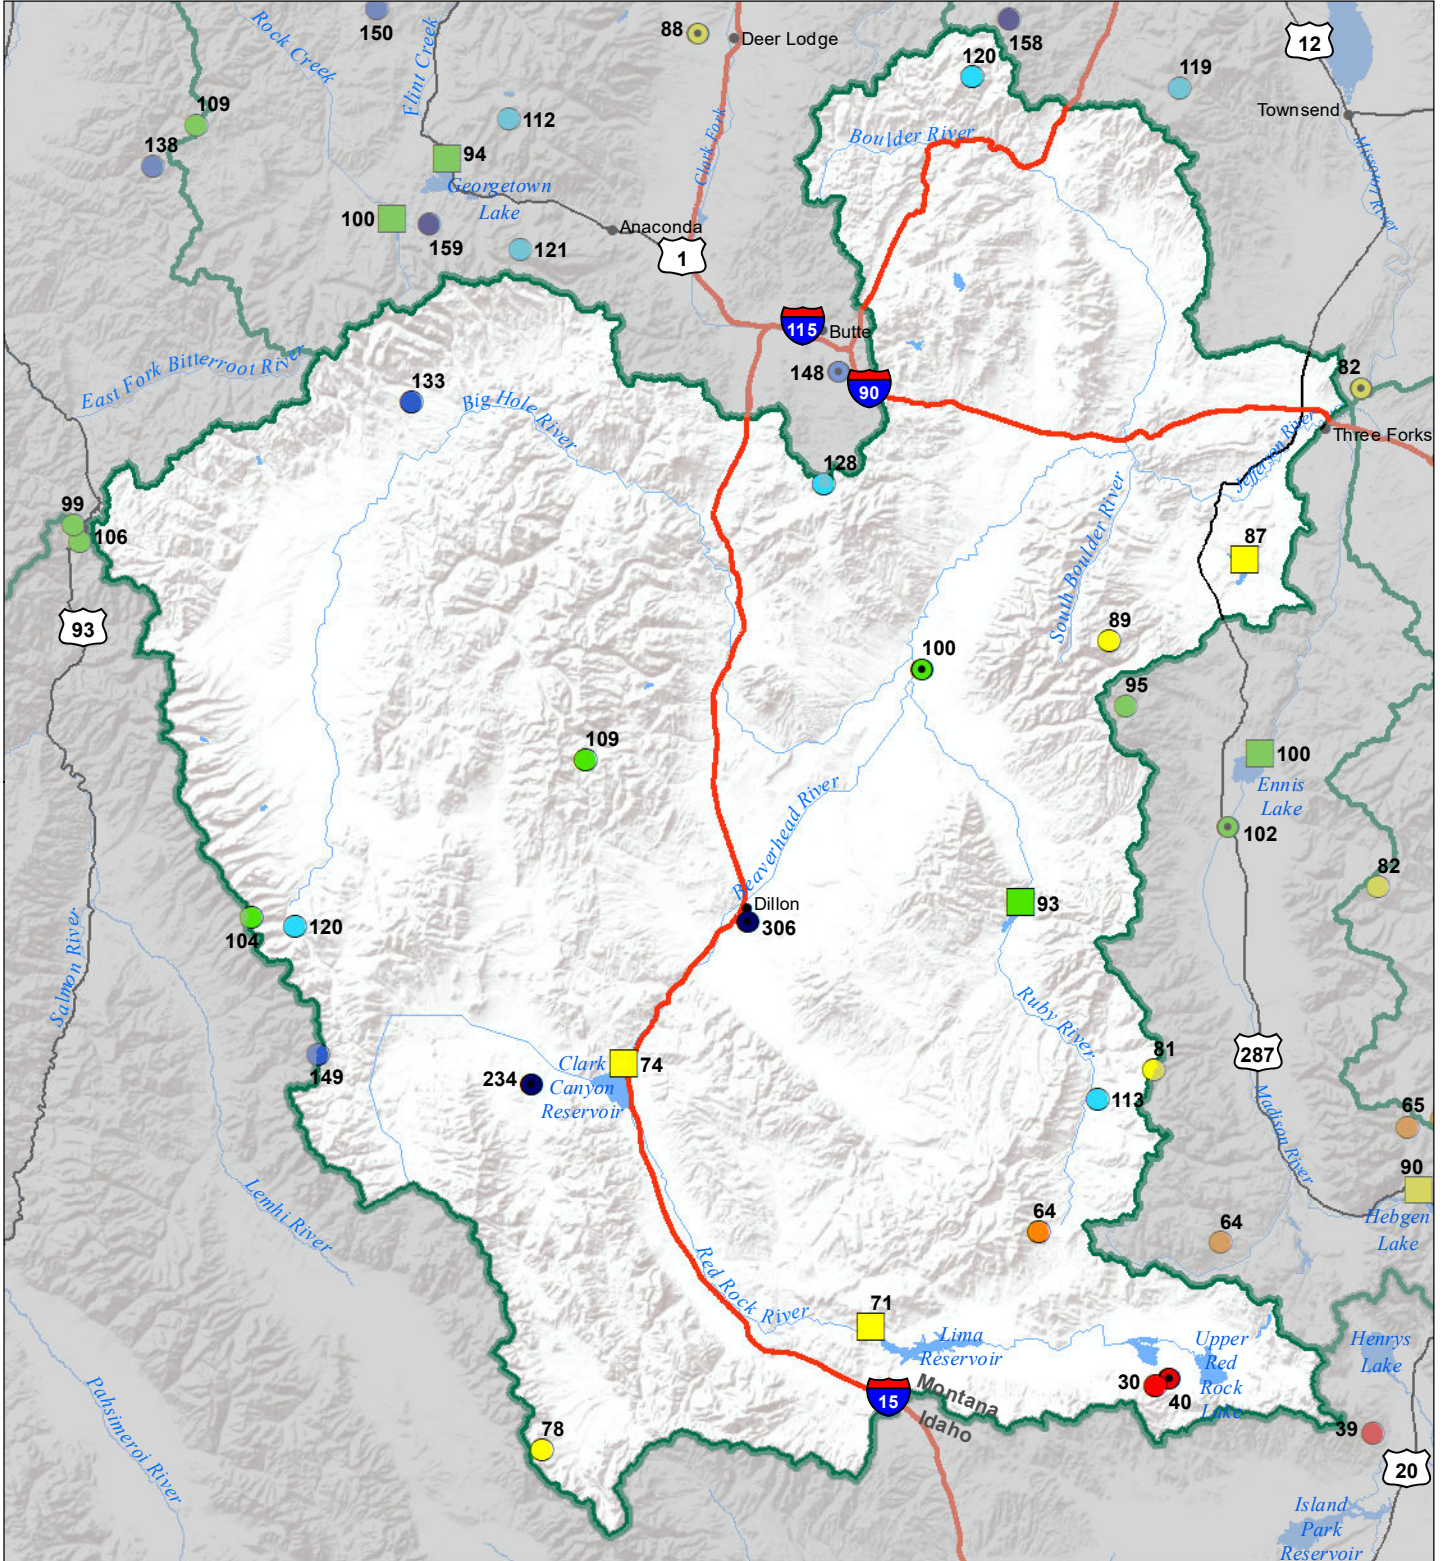 150
Rock Creek
Flint Creek
88
Deer Lodge
158
120
12
119
Townsend
109
112
Clark Fork
Boulder River
138
94
Georgetown
Lake
Missouri River
100
159
121
Anaconda
1
115
Butte
148
90
82
East Fork Bitterroot River
133
Big Hole River
128
Three Forks
Jefferson River
99
106
South Boulder River
87
93
89
100
95
109
100
Ennis
Lake
Beaverhead River
102
82
Dillon
306
93
104
120
Salmon River
Ruby River
149
234
Clark
Canyon
Reservoir
74
81
113
287
Madison River
65
90
Hebgen
Lake
Lemhi River
64
64
Red Rock River
71
Lima
Reservoir
Upper
Red
Rock
Lake
Henrys
Lake
30
40
15
Montana
Idaho
39
78
20
Pahsimeroi River
Island
Park
Reservoir